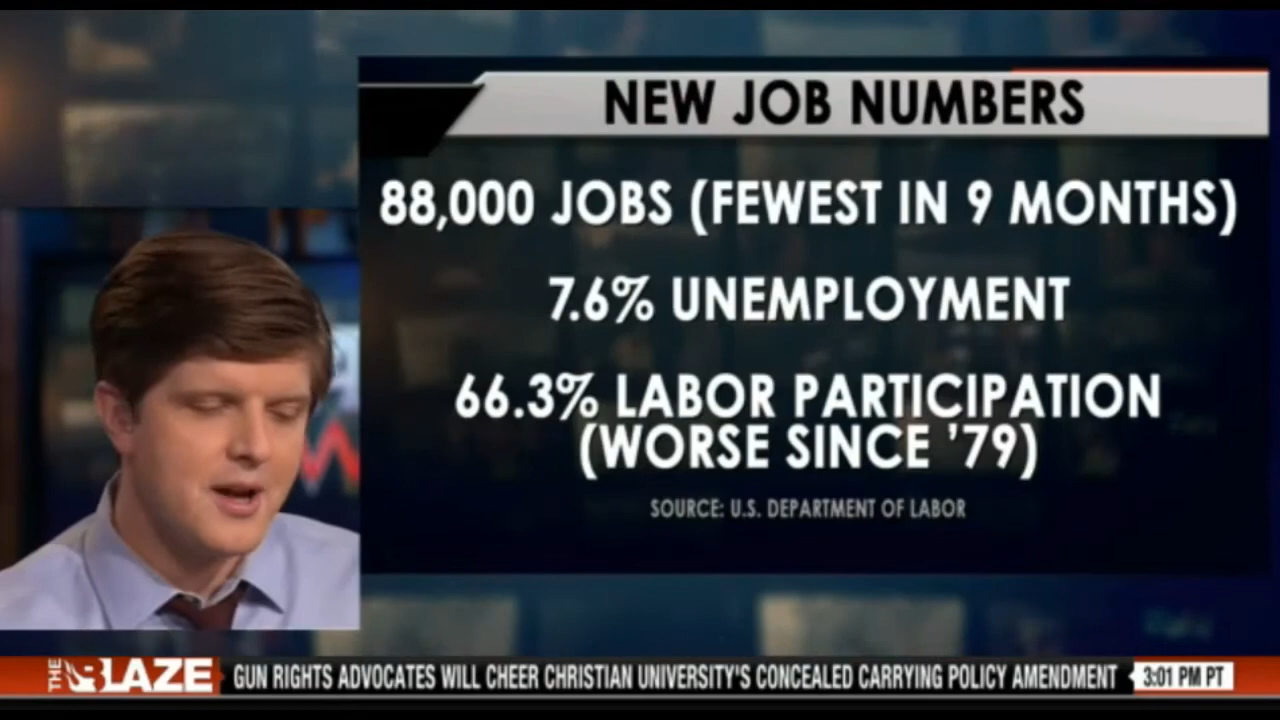 NEW JOB NUMBERS
88,000 JOBS (FEWEST IN 9 MONTHS)
7.6% UNEMPLOYMENT
66.3% LABOR PARTICIPATION
(WORSE SINCE '79)
SOURCE: U.S. DEPARTMENT OF LABOR
THE BLAZE GUN RIGHTS ADVOCATES WILL CHEER CHRISTIAN UNIVERSITY'S CONCEALED CARRYING POLICY AMENDMENT 3:01 PM PT